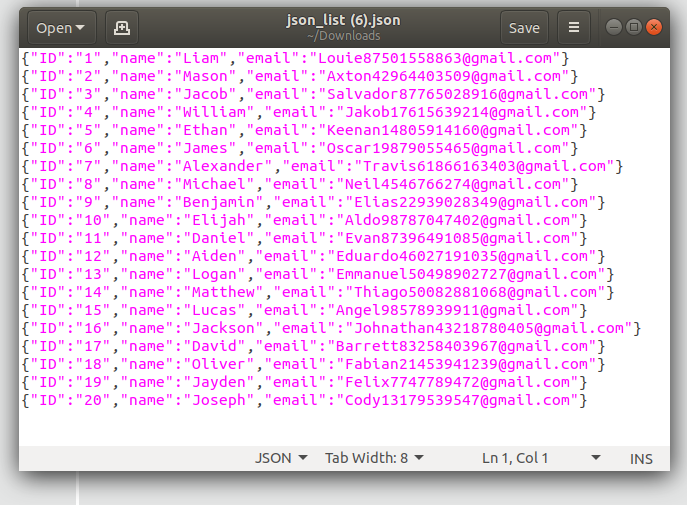 Open
json_list (6).json
~/Downloads
Save
{"ID":"1","name":"Liam","email":"Louie87501558863@gmail.com"}
{"ID":"2","name":"Mason","email":"Axton42964403509@gmail.com"}
{"ID":"3","name":"Jacob","email":"Salvador87765028916@gmail.com"}
{"ID":"4","name":"William","email":"Jakob17615639214@gmail.com"}
{"ID":"5","name":"Ethan","email":"Keenan14805914160@gmail.com"}
{"ID":"6","name":"James","email":"Oscar19879055465@gmail.com"}
{"ID":"7","name":"Alexander","email":"Travis61866163403@gmail.com"}
{"ID":"8","name":"Michael","email":"Neil4546766274@gmail.com"}
{"ID":"9","name":"Benjamin","email":"Elias22939028349@gmail.com"}
{"ID":"10","name":"Elijah","email":"Aldo98787047402@gmail.com"}
{"ID":"11","name":"Daniel","email":"Evan87396491085@gmail.com"}
{"ID":"12","name":"Aiden","email":"Eduardo46027191035@gmail.com"}
{"ID":"13","name":"Logan","email":"Emmanuel50498902727@gmail.com"}
{"ID":"14","name":"Matthew","email":"Thiago50082881068@gmail.com"}
{"ID":"15","name":"Lucas","email":"Angel98578939911@gmail.com"}
{"ID":"16","name":"Jackson","email":"Johnathan43218780405@gmail.com"}
{"ID":"17","name":"David","email":"Barrett83258403967@gmail.com"}
{"ID":"18","name":"Oliver","email":"Fabian21453941239@gmail.com"}
{"ID":"19","name":"Jayden","email":"Felix7747789472@gmail.com"}
{"ID":"20","name":"Joseph","email":"Cody13179539547@gmail.com"}
JSON Tab Width: 8 Ln 1, Col 1 INS